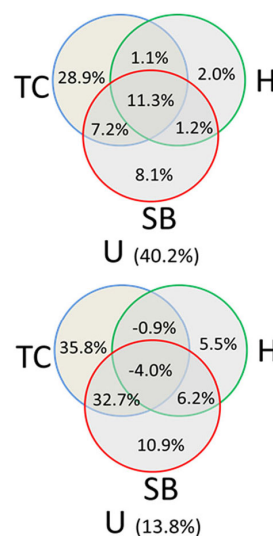 1.1%
TC 28.9% 2.0% H
11.3%
7.2% 1.2%
8.1%
SB
U (40.2%)
-0.9%
TC 35.8% 5.5% H
-4.0%
32.7% 6.2%
10.9%
SB
U (13.8%)